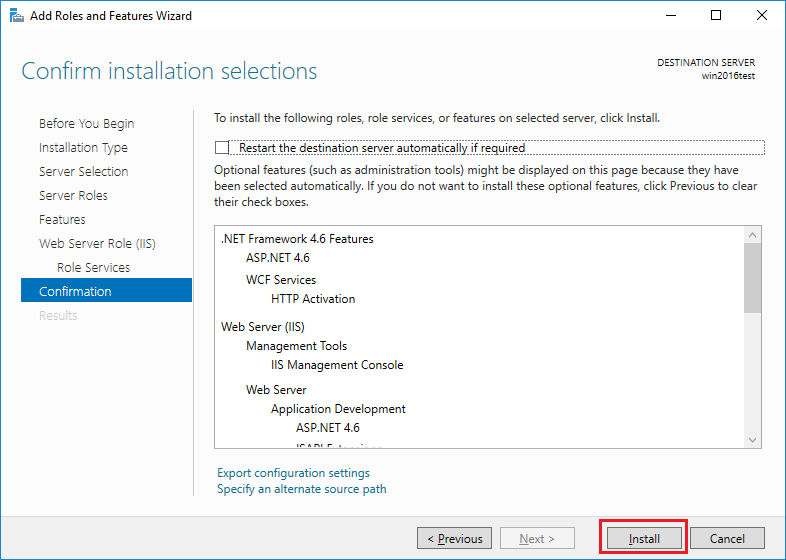 Add Roles and Features Wizard
Confirm installation selections
DESTINATION SERVER
win2016test
Before You Begin
Installation Type
Server Selection
Server Roles
Features
Web Server Role (IIS)
Role Services
Confirmation
Results
To install the following roles, role services, or features on selected server, click Install.
Restart the destination server automatically if required
Optional features (such as administration tools) might be displayed on this page because they have
been selected automatically. If you do not want to install these optional features, click Previous to clear
their check boxes.
.NET Framework 4.6 Features
ASP.NET 4.6
WCF Services
HTTP Activation
Web Server (IIS)
Management Tools
IIS Management Console
Web Server
Application Development
ASP.NET 4.6
ISAPI Extensions
Export configuration settings
Specify an alternate source path
< Previous
Next >
Install
Cancel